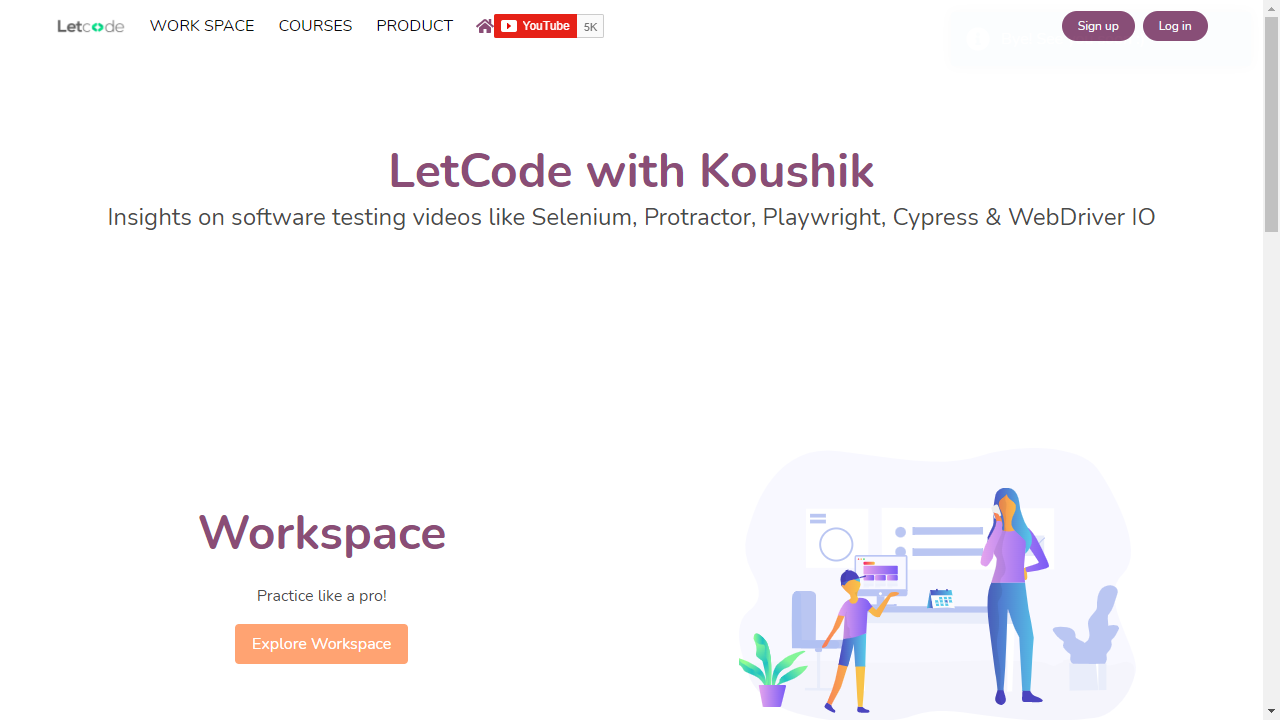 Letcode WORK SPACE COURSES PRODUCT YouTube 5K Sign up Log in
LetCode with Koushik
Insights on software testing videos like Selenium, Protractor, Playwright, Cypress & WebDriver IO
Workspace
Practice like a pro!
Explore Workspace